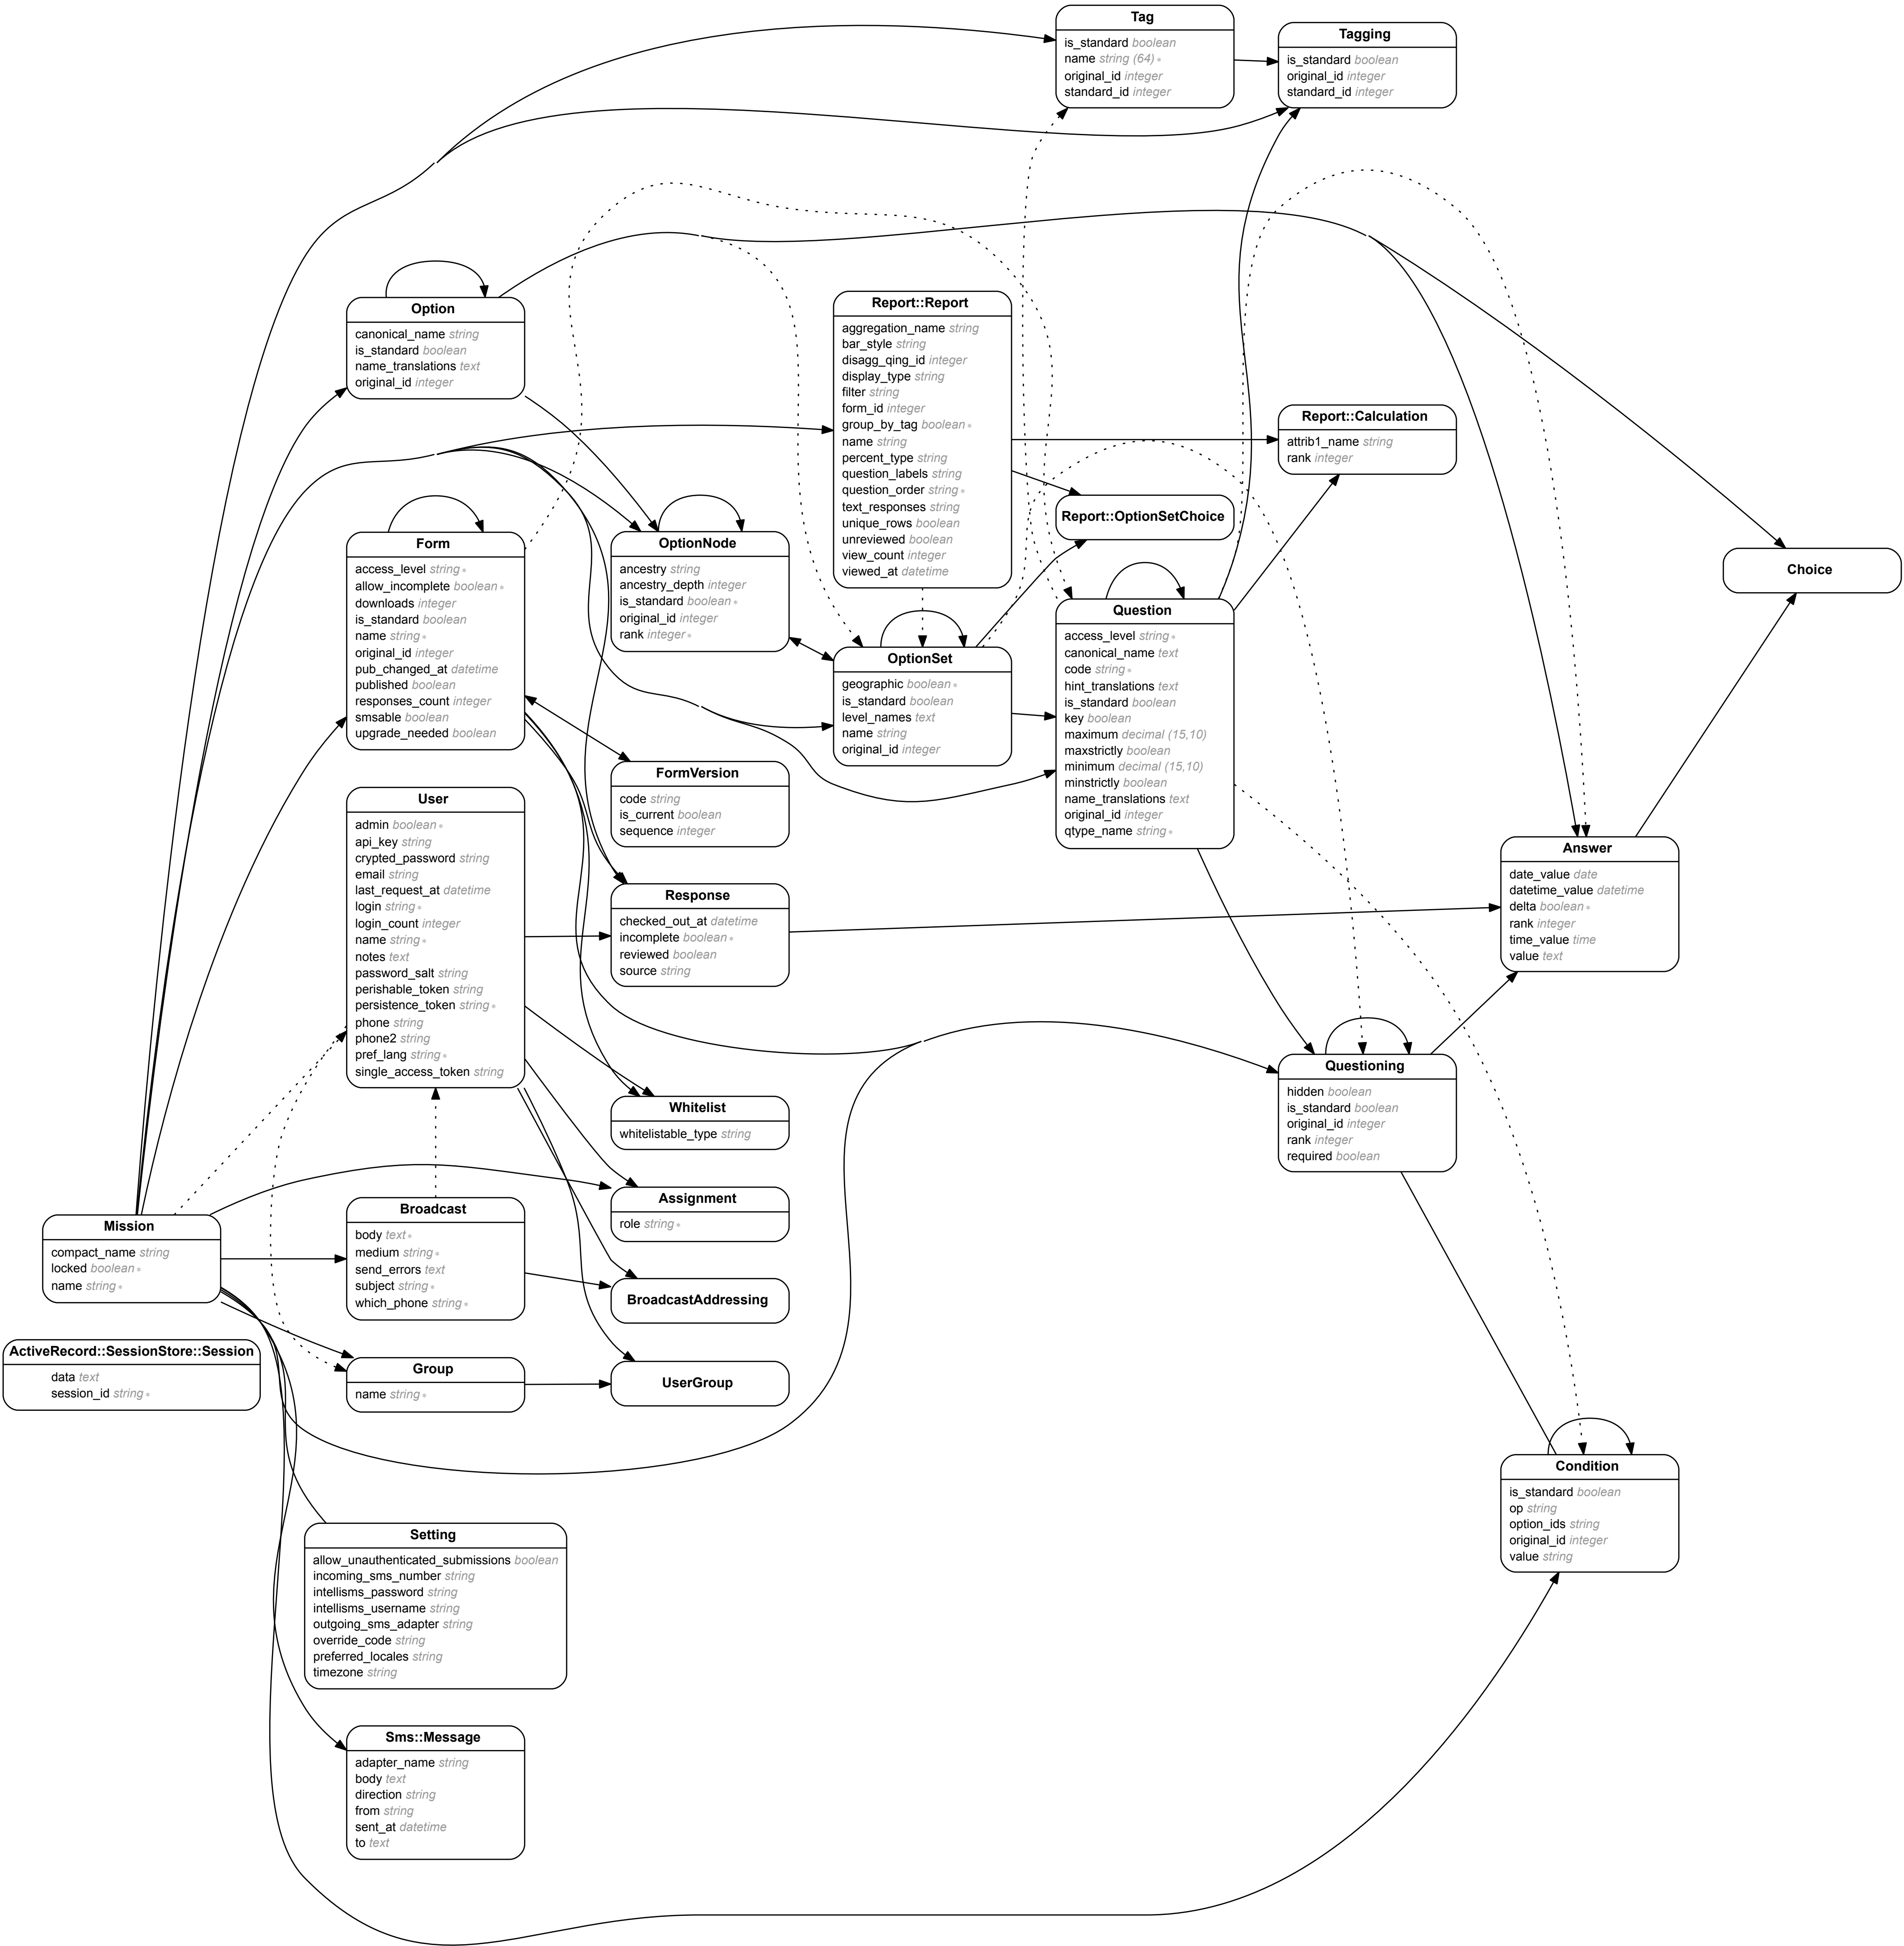 Tag
is_standard boolean
name string (64) ∗
original_id integer
standard_id integer
Tagging
is_standard boolean
original_id integer
standard_id integer
Option
canonical_name string
is_standard boolean
name_translations text
original_id integer
Report::Report
aggregation_name string
bar_style string
disagg_qing_id integer
display_type string
filter string
form_id integer
group_by_tag boolean ∗
name string
percent_type string
question_labels string
question_order string ∗
text_responses string
unique_rows boolean
unreviewed boolean
view_count integer
viewed_at datetime
Report::Calculation
attrib1_name string
rank integer
Report::OptionSetChoice
Form
access_level string ∗
allow_incomplete boolean ∗
downloads integer
is_standard boolean
name string ∗
original_id integer
pub_changed_at datetime
published boolean
responses_count integer
smsable boolean
upgrade_needed boolean
OptionNode
ancestry string
ancestry_depth integer
is_standard boolean ∗
original_id integer
rank integer ∗
Choice
OptionSet
geographic boolean ∗
is_standard boolean
level_names text
name string
original_id integer
Question
access_level string ∗
canonical_name text
code string ∗
hint_translations text
is_standard boolean
key boolean
maximum decimal (15,10)
maxstrictly boolean
minimum decimal (15,10)
minstrictly boolean
name_translations text
original_id integer
qtype_name string ∗
FormVersion
code string
is_current boolean
sequence integer
User
admin boolean ∗
api_key string
crypted_password string
email string
last_request_at datetime
login string ∗
login_count integer
name string ∗
notes text
password_salt string
perishable_token string
persistence_token string ∗
phone string
phone2 string
pref_lang string ∗
single_access_token string
Response
checked_out_at datetime
incomplete boolean ∗
reviewed boolean
source string
Answer
date_value date
datetime_value datetime
delta boolean ∗
rank integer
time_value time
value text
Questioning
hidden boolean
is_standard boolean
original_id integer
rank integer
required boolean
Whitelist
whitelistable_type string
Assignment
role string ∗
Mission
compact_name string
locked boolean ∗
name string ∗
Broadcast
body text ∗
medium string ∗
send_errors text
subject string ∗
which_phone string ∗
BroadcastAddressing
ActiveRecord::SessionStore::Session
data text
session_id string ∗
Group
name string ∗
UserGroup
Condition
is_standard boolean
op string
option_ids string
original_id integer
value string
Setting
allow_unauthenticated_submissions boolean
incoming_sms_number string
intellisms_password string
intellisms_username string
outgoing_sms_adapter string
override_code string
preferred_locales string
timezone string
Sms::Message
adapter_name string
body text
direction string
from string
sent_at datetime
to text